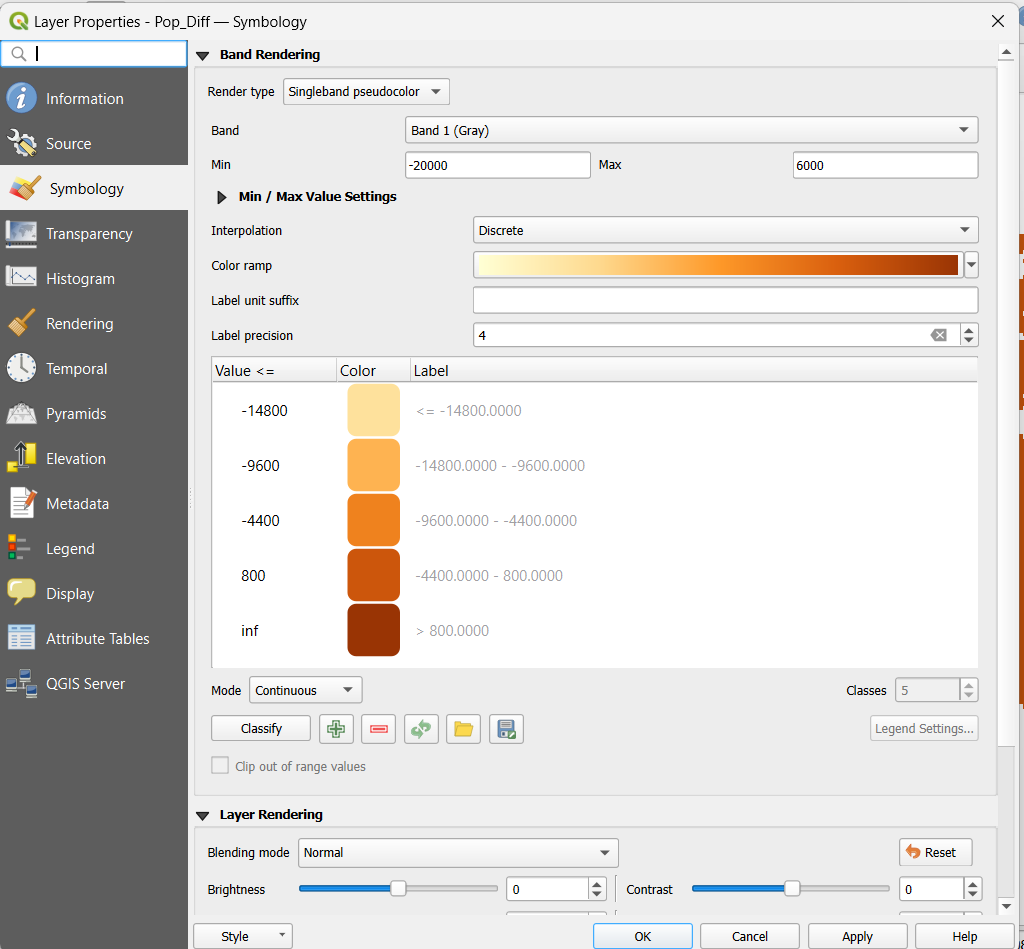 Layer Properties - Pop_Diff — Symbology
Information
Source
Symbology
Transparency
Histogram
Rendering
Temporal
Pyramids
Elevation
Metadata
Legend
Display
Attribute Tables
QGIS Server
Band Rendering
Render type Singleband pseudocolor
Band Band 1 (Gray)
Min -20000 Max 6000
Min / Max Value Settings
Interpolation Discrete
Color ramp
Label unit suffix
Label precision 4
Value <= Color Label
-14800 <= -14800.0000
-9600 -14800.0000 - -9600.0000
-4400 -9600.0000 - -4400.0000
800 -4400.0000 - 800.0000
inf > 800.0000
Mode Continuous Classes 5
Classify Legend Settings...
Clip out of range values
Layer Rendering
Blending mode Normal Reset
Brightness 0 Contrast 0
Style OK Cancel Apply Help